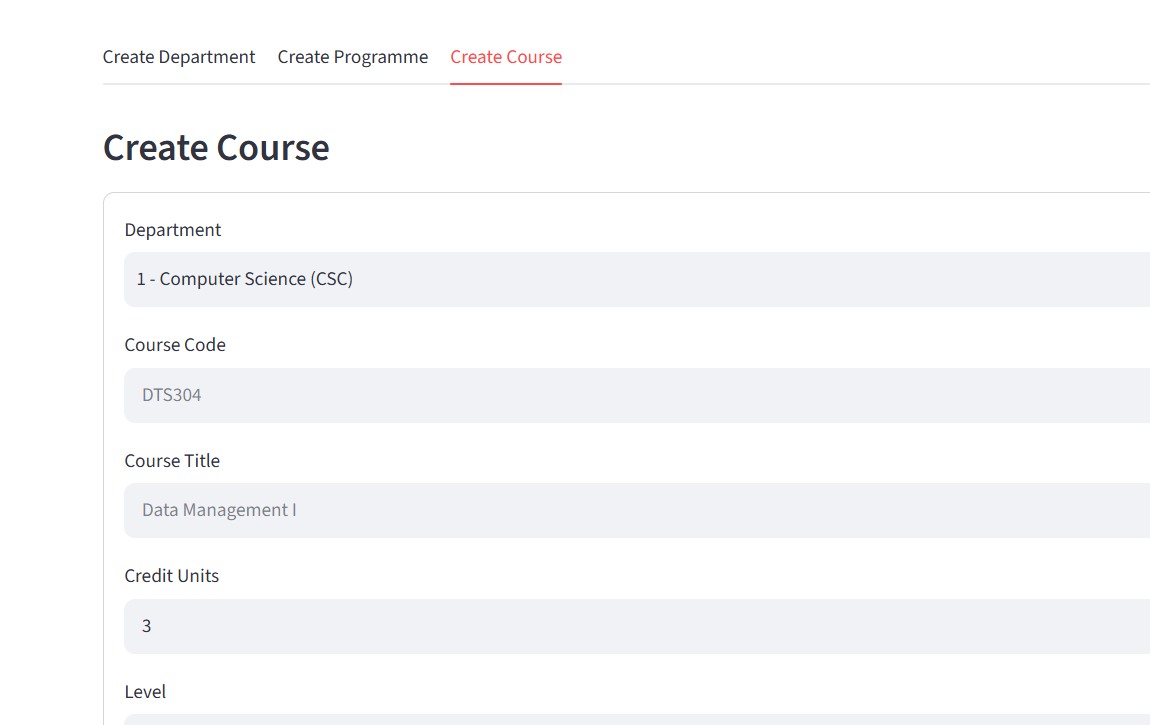 Create Department Create Programme Create Course
Create Course
Department
1 - Computer Science (CSC)
Course Code
DTS304
Course Title
Data Management I
Credit Units
3
Level